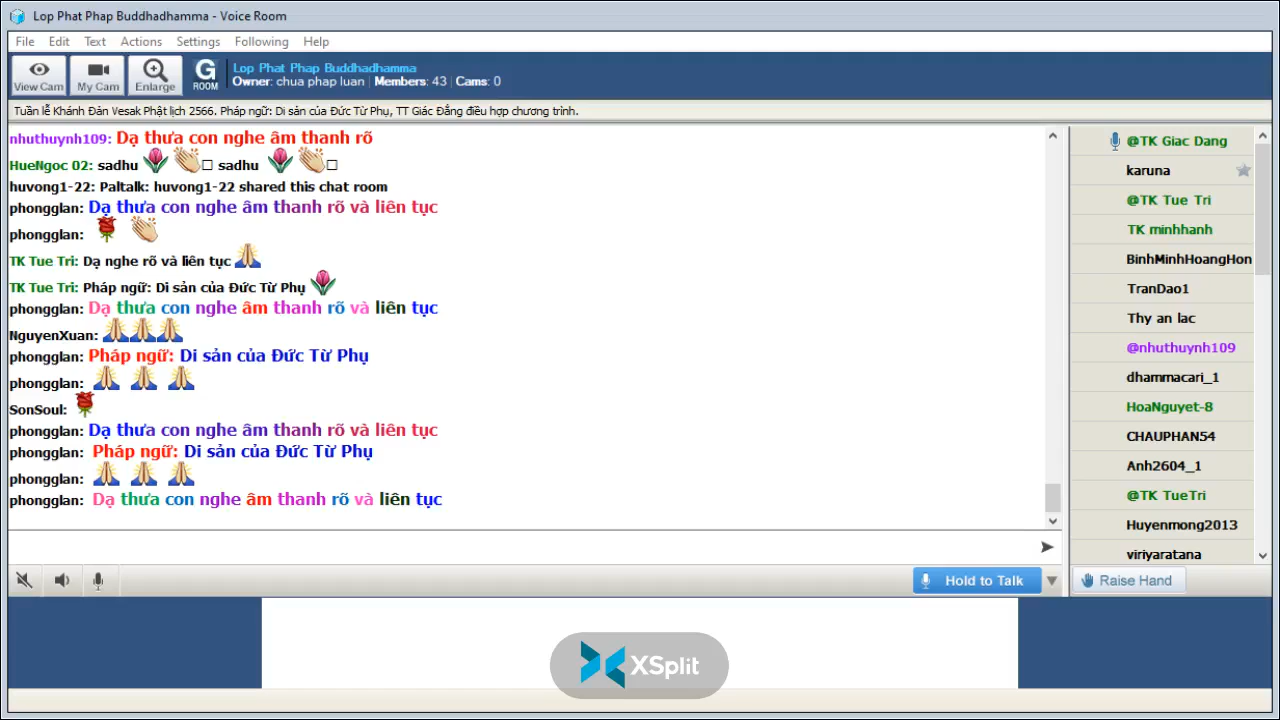 Lop Phat Phap Buddhadhamma - Voice Room
File Edit Text Actions Settings Following Help
View Cam My Cam Enlarge G ROOM
Lop Phat Phap Buddhadhamma
Owner: chua phap luan | Members: 43 | Cams: 0
Tuần lễ Khánh Đản Vesak Phật lịch 2566. Pháp ngữ: Di sản của Đức Từ Phụ, TT Giác Đẳng điều hợp chương trình.
nhuthuynh109: Dạ thưa con nghe âm thanh rõ
HueNgoc 02: sadhu sadhu
huvong1-22: Paltalk: huvong1-22 shared this chat room
phongglan: Dạ thưa con nghe âm thanh rõ và liên tục
phongglan:
TK Tue Tri: Dạ nghe rõ và liên tục
TK Tue Tri: Pháp ngữ: Di sản của Đức Từ Phụ
phongglan: Dạ thưa con nghe âm thanh rõ và liên tục
NguyenXuan:
phongglan: Pháp ngữ: Di sản của Đức Từ Phụ
phongglan:
SonSoul:
phongglan: Dạ thưa con nghe âm thanh rõ và liên tục
phongglan: Pháp ngữ: Di sản của Đức Từ Phụ
phongglan:
phongglan: Dạ thưa con nghe âm thanh rõ và liên tục
@TK Giac Dang
karuna
@TK Tue Tri
TK minhhanh
BinhMinhHoangHon
TranDao1
Thy an lac
@nhuthuynh109
dhammacari_1
HoaNguyet-8
CHAUPHAN54
Anh2604_1
@TK TueTri
Huyenmong2013
viriyaratana
Hold to Talk
Raise Hand
XSplit